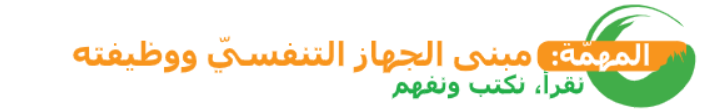 المهمّة: مبنى الجهاز التنفسيّ ووظيفته
نقرأ، نكتب ونفهم